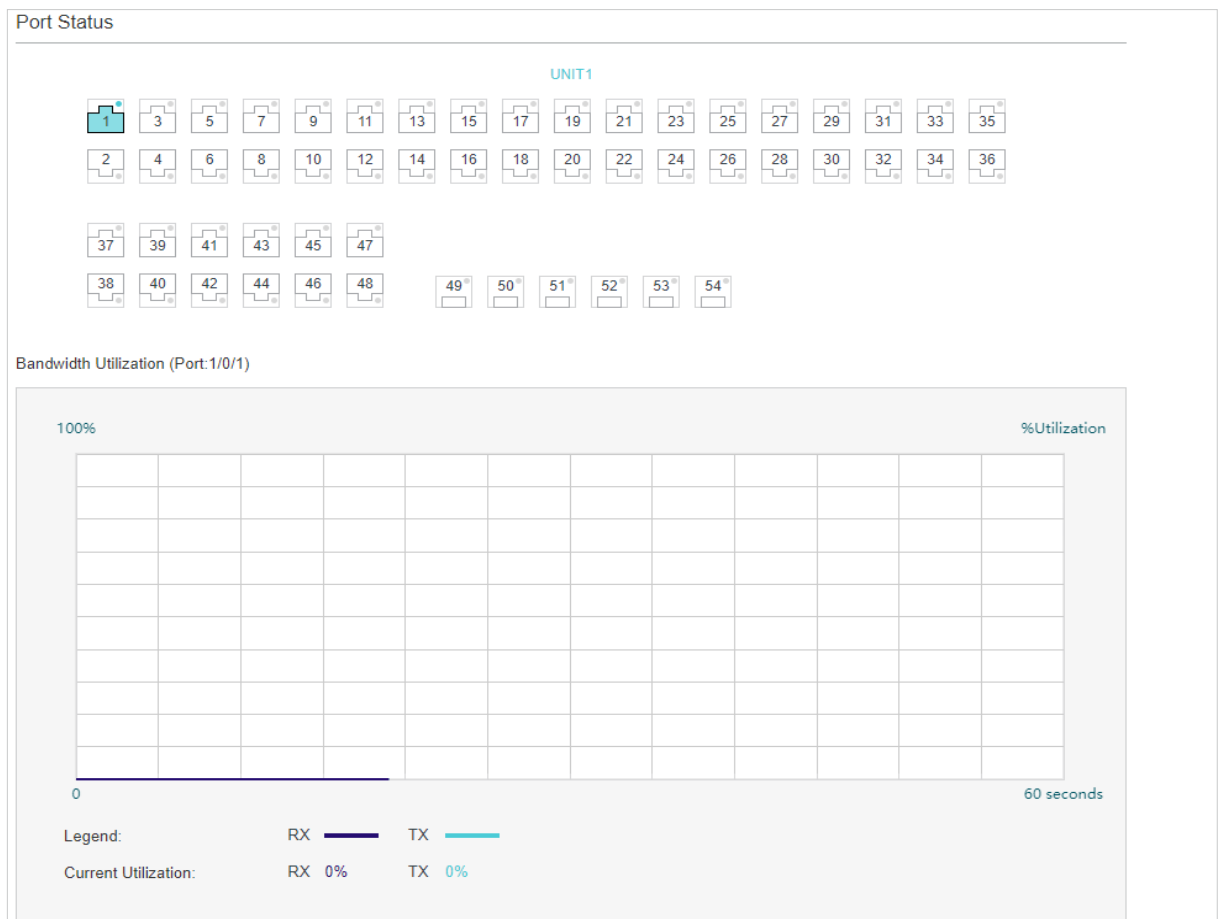 Port Status
UNIT1
1 3 5 7 9 11 13 15 17 19 21 23 25 27 29 31 33 35
2 4 6 8 10 12 14 16 18 20 22 24 26 28 30 32 34 36
37 39 41 43 45 47
38 40 42 44 46 48 49 50 51 52 53 54
Bandwidth Utilization (Port:1/0/1)
100% %Utilization
0 60 seconds
Legend: RX TX
Current Utilization: RX 0% TX 0%